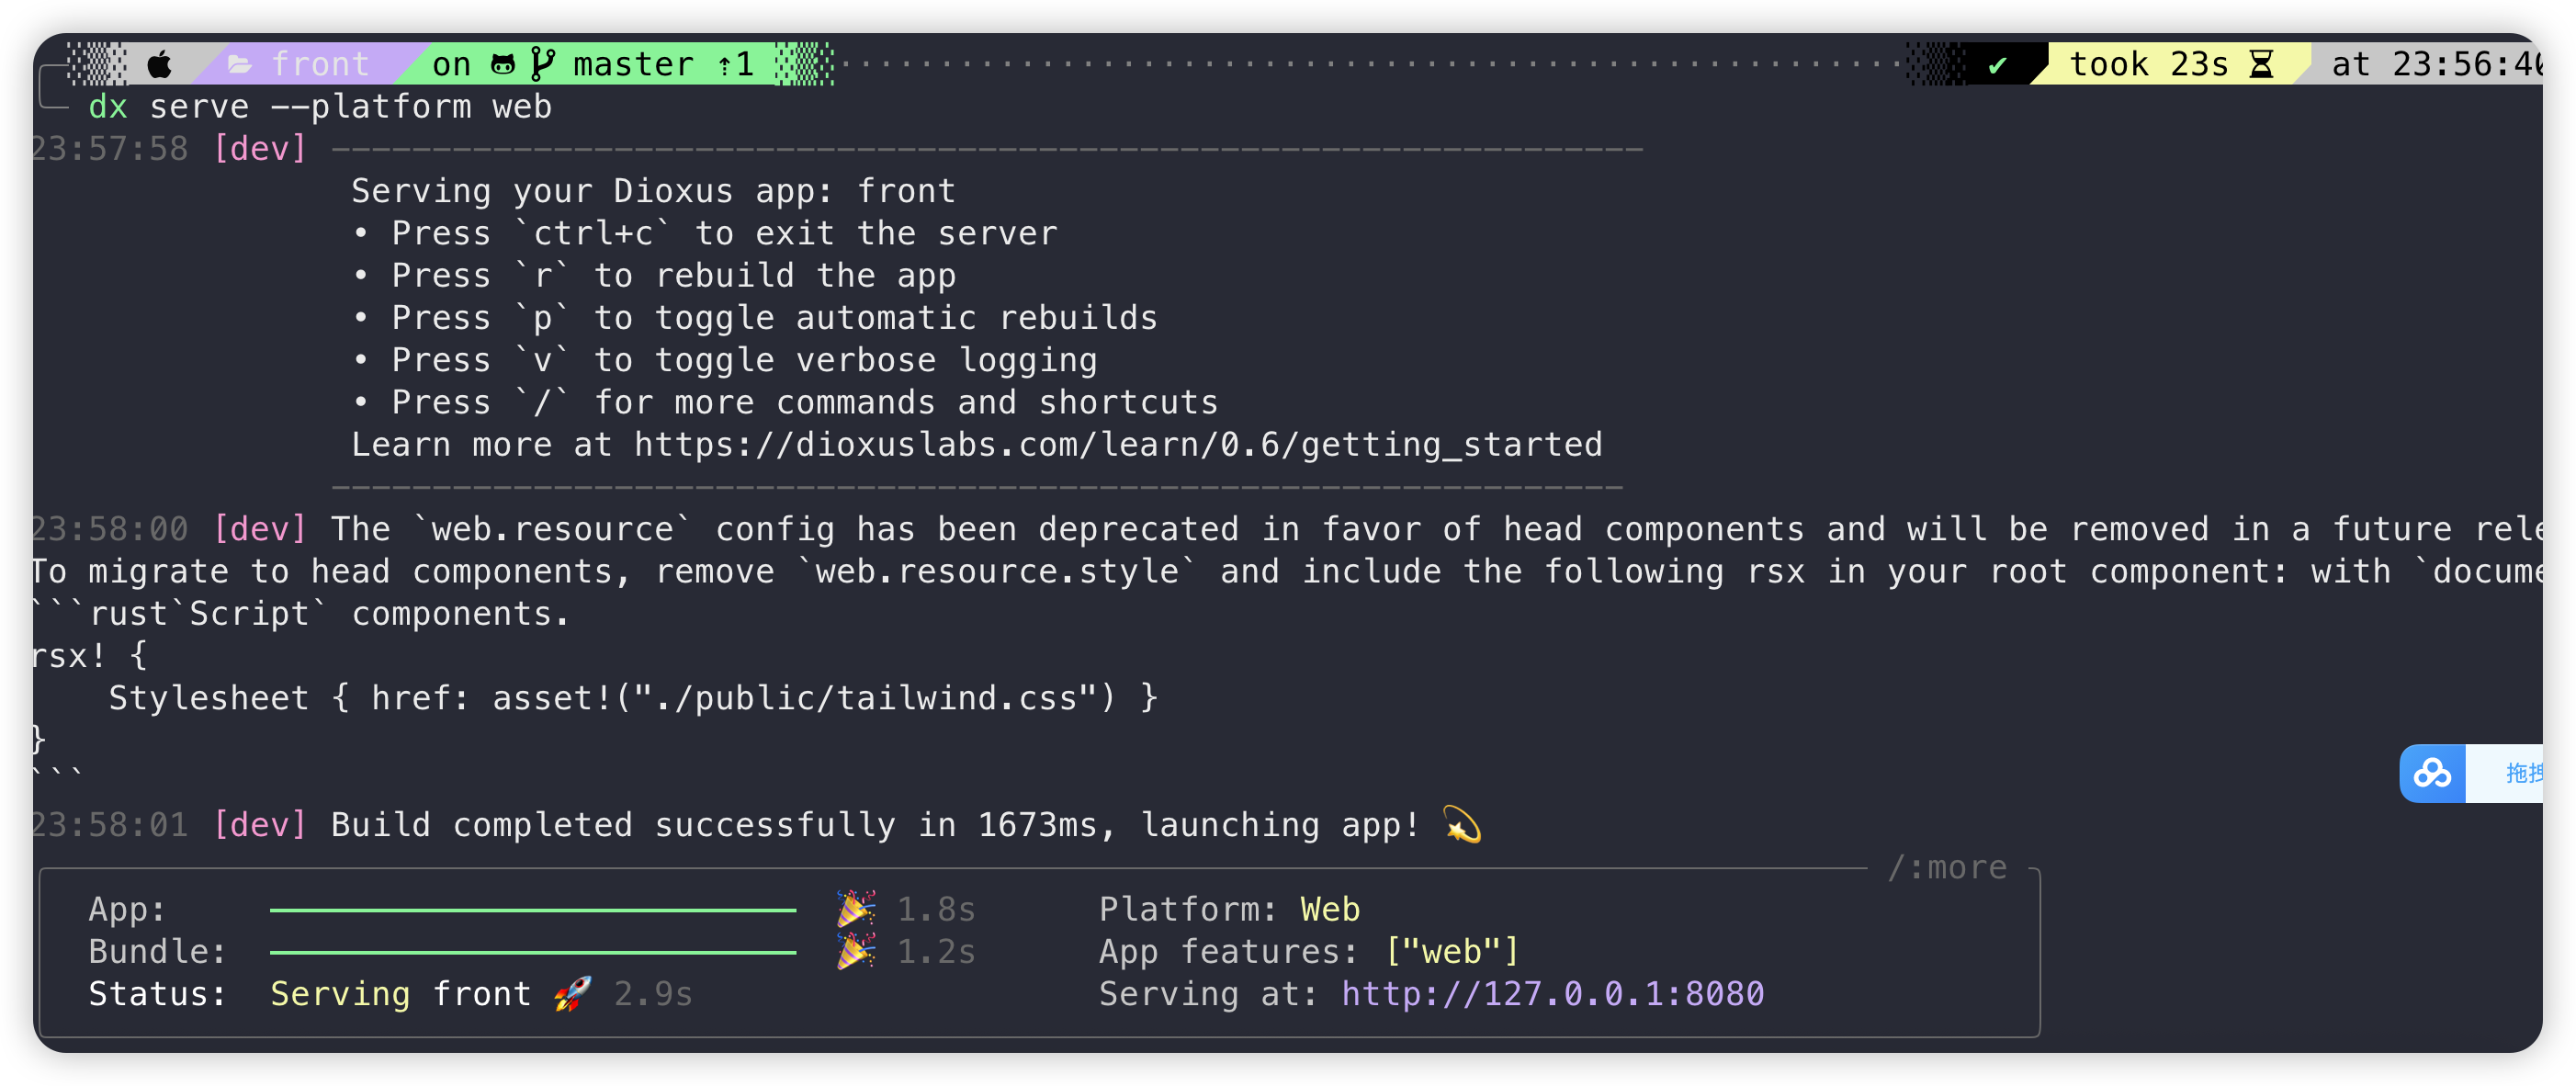 front on master ⇡1 ✔ took 23s at 23:56:40
dx serve --platform web
23:57:58 [dev] -----------------------------------------------------------------
Serving your Dioxus app: front
• Press `ctrl+c` to exit the server
• Press `r` to rebuild the app
• Press `p` to toggle automatic rebuilds
• Press `v` to toggle verbose logging
• Press `/` for more commands and shortcuts
Learn more at https://dioxuslabs.com/learn/0.6/getting_started
----------------------------------------------------------------
23:58:00 [dev] The `web.resource` config has been deprecated in favor of head components and will be removed in a future rele
To migrate to head components, remove `web.resource.style` and include the following rsx in your root component: with `docume
```rust`Script` components.
rsx! {
    Stylesheet { href: asset!("./public/tailwind.css") }
}
```
拖拽
23:58:01 [dev] Build completed successfully in 1673ms, launching app! 💫
/:more
App: 🎉 1.8s Platform: Web
Bundle: 🎉 1.2s App features: ["web"]
Status: Serving front 🚀 2.9s Serving at: http://127.0.0.1:8080